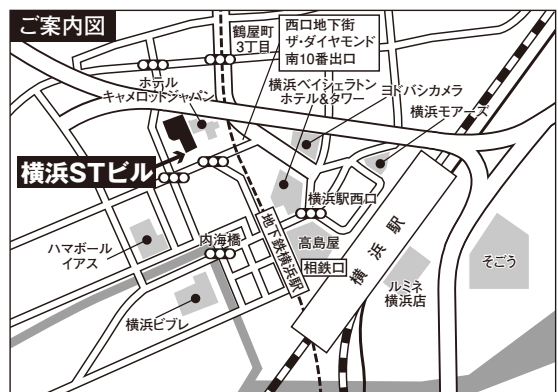 ご案内図
鶴屋町
3丁目
西口地下街
ザ・ダイヤモンド
南10番出口
ホテル
キャメロットジャパン
横浜ベイシェラトン
ホテル&タワー
ヨドバシカメラ
横浜モアーズ
横浜STビル
横浜駅西口
ハマボール
イアス
内海橋
地下鉄横浜駅
高島屋
相鉄口
横浜駅
そごう
ルミネ
横浜店
横浜ビブレ